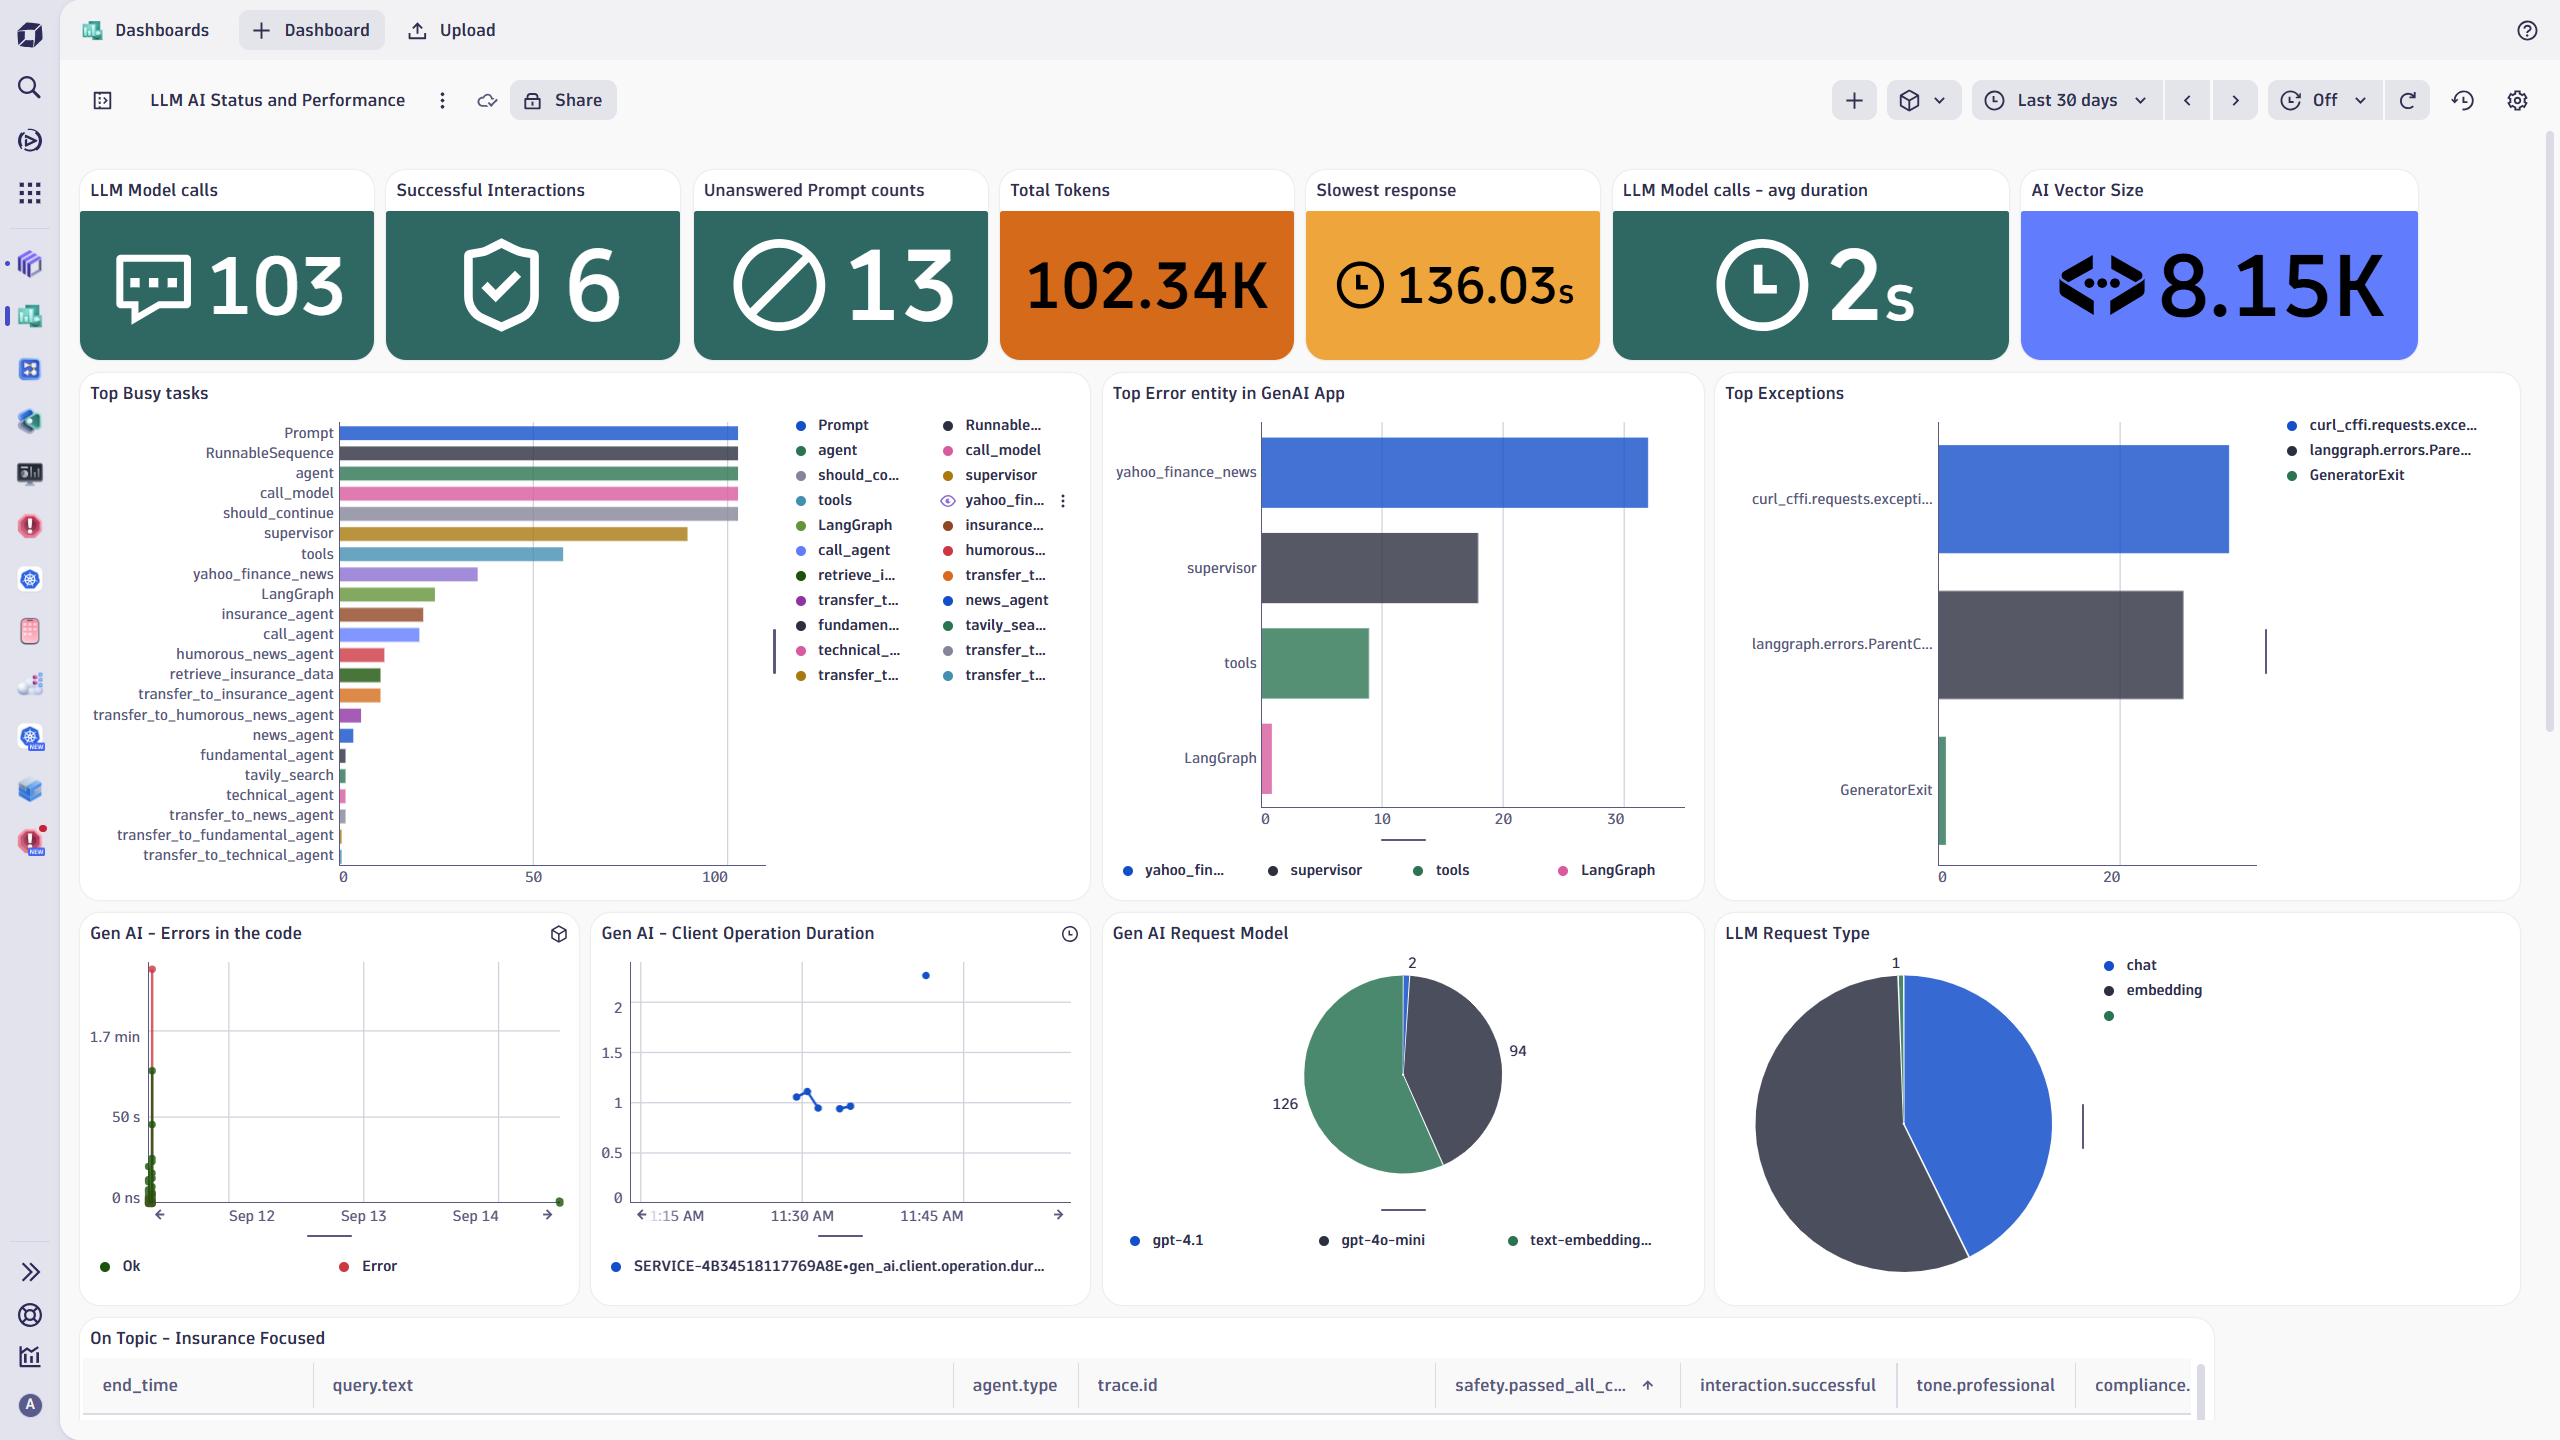 Dashboards
Dashboard
Upload
LLM AI Status and Performance
Share
Last 30 days
Off
LLM Model calls
103
Successful Interactions
6
Unanswered Prompt counts
13
Total Tokens
102.34K
Slowest response
136.03s
LLM Model calls - avg duration
2s
AI Vector Size
8.15K
Top Busy tasks
Prompt
RunnableSequence
agent
call_model
should_continue
supervisor
tools
yahoo_finance_news
LangGraph
insurance_agent
call_agent
humorous_news_agent
retrieve_insurance_data
transfer_to_insurance_agent
transfer_to_humorous_news_agent
news_agent
fundamental_agent
tavily_search
technical_agent
transfer_to_news_agent
transfer_to_fundamental_agent
transfer_to_technical_agent
0 50 100
Prompt Runnable...
agent call_model
should_co... supervisor
tools yahoo_fin...
LangGraph insurance...
call_agent humorous...
retrieve_i... transfer_t...
transfer_t... news_agent
fundamen... tavily_sea...
technical_... transfer_t...
transfer_t... transfer_t...
Top Error entity in GenAI App
yahoo_finance_news
supervisor
tools
LangGraph
0 10 20 30
yahoo_fin... supervisor tools LangGraph
Top Exceptions
curl_cffi.requests.excepti...
langgraph.errors.ParentC...
GeneratorExit
0 20
curl_cffi.requests.exce...
langgraph.errors.Pare...
GeneratorExit
Gen AI - Errors in the code
1.7 min
50 s
0 ns
Sep 12 Sep 13 Sep 14
Ok Error
Gen AI - Client Operation Duration
2
1.5
1
0.5
0
1:15 AM 11:30 AM 11:45 AM
SERVICE-4B34518117769A8E•gen_ai.client.operation.dur...
Gen AI Request Model
2
94
126
gpt-4.1 gpt-4o-mini text-embedding...
LLM Request Type
1
chat
embedding
On Topic - Insurance Focused
end_time query.text agent.type trace.id safety.passed_all_c... interaction.successful tone.professional compliance.
NEW
NEW
A